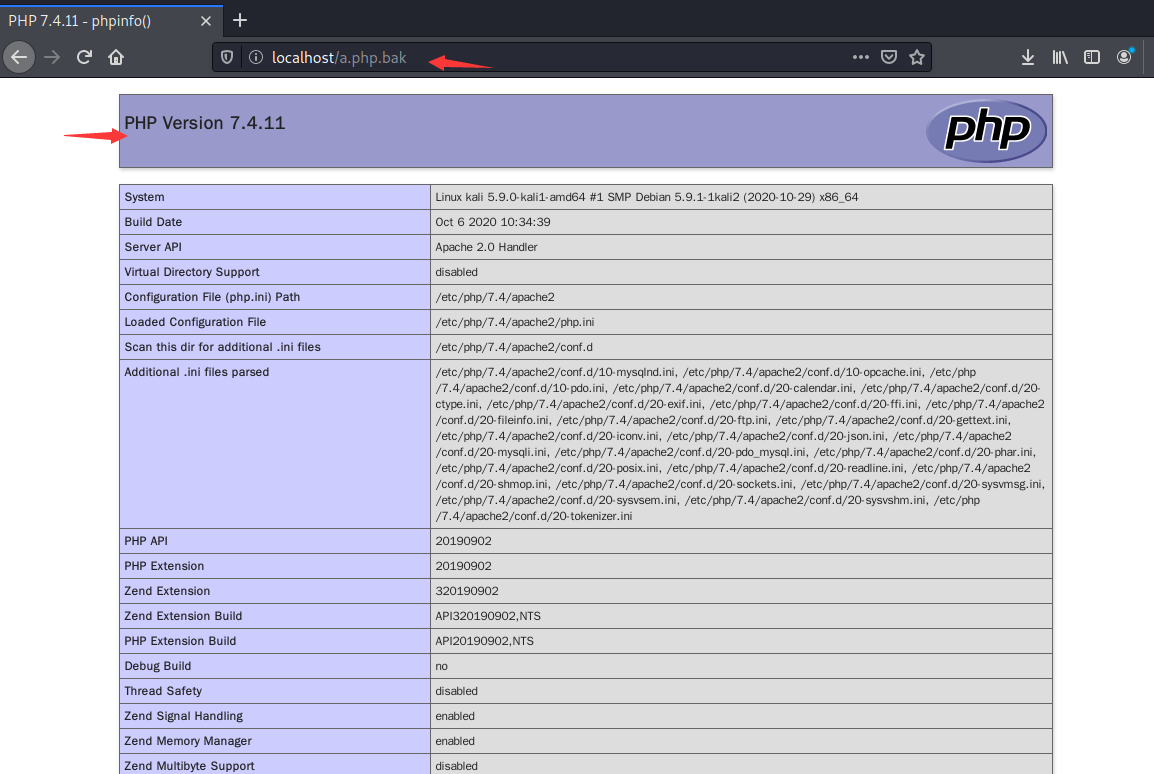 PHP 7.4.11 - phpinfo()
localhost/a.php.bak
PHP Version 7.4.11
php
System Linux kali 5.9.0-kali1-amd64 #1 SMP Debian 5.9.1-1kali2 (2020-10-29) x86_64
Build Date Oct 6 2020 10:34:39
Server API Apache 2.0 Handler
Virtual Directory Support disabled
Configuration File (php.ini) Path /etc/php/7.4/apache2
Loaded Configuration File /etc/php/7.4/apache2/php.ini
Scan this dir for additional .ini files /etc/php/7.4/apache2/conf.d
Additional .ini files parsed /etc/php/7.4/apache2/conf.d/10-mysqlnd.ini, /etc/php/7.4/apache2/conf.d/10-opcache.ini, /etc/php
/7.4/apache2/conf.d/10-pdo.ini, /etc/php/7.4/apache2/conf.d/20-calendar.ini, /etc/php/7.4/apache2/conf.d/20-
ctype.ini, /etc/php/7.4/apache2/conf.d/20-exif.ini, /etc/php/7.4/apache2/conf.d/20-ffi.ini, /etc/php/7.4/apache2
/conf.d/20-fileinfo.ini, /etc/php/7.4/apache2/conf.d/20-ftp.ini, /etc/php/7.4/apache2/conf.d/20-gettext.ini,
/etc/php/7.4/apache2/conf.d/20-iconv.ini, /etc/php/7.4/apache2/conf.d/20-json.ini, /etc/php/7.4/apache2
/conf.d/20-mysqli.ini, /etc/php/7.4/apache2/conf.d/20-pdo_mysql.ini, /etc/php/7.4/apache2/conf.d/20-phar.ini,
/etc/php/7.4/apache2/conf.d/20-posix.ini, /etc/php/7.4/apache2/conf.d/20-readline.ini, /etc/php/7.4/apache2
/conf.d/20-shmop.ini, /etc/php/7.4/apache2/conf.d/20-sockets.ini, /etc/php/7.4/apache2/conf.d/20-sysvmsg.ini,
/etc/php/7.4/apache2/conf.d/20-sysvsem.ini, /etc/php/7.4/apache2/conf.d/20-sysvshm.ini, /etc/php
/7.4/apache2/conf.d/20-tokenizer.ini
PHP API 20190902
PHP Extension 20190902
Zend Extension 320190902
Zend Extension Build API320190902,NTS
PHP Extension Build API20190902,NTS
Debug Build no
Thread Safety disabled
Zend Signal Handling enabled
Zend Memory Manager enabled
Zend Multibyte Support disabled